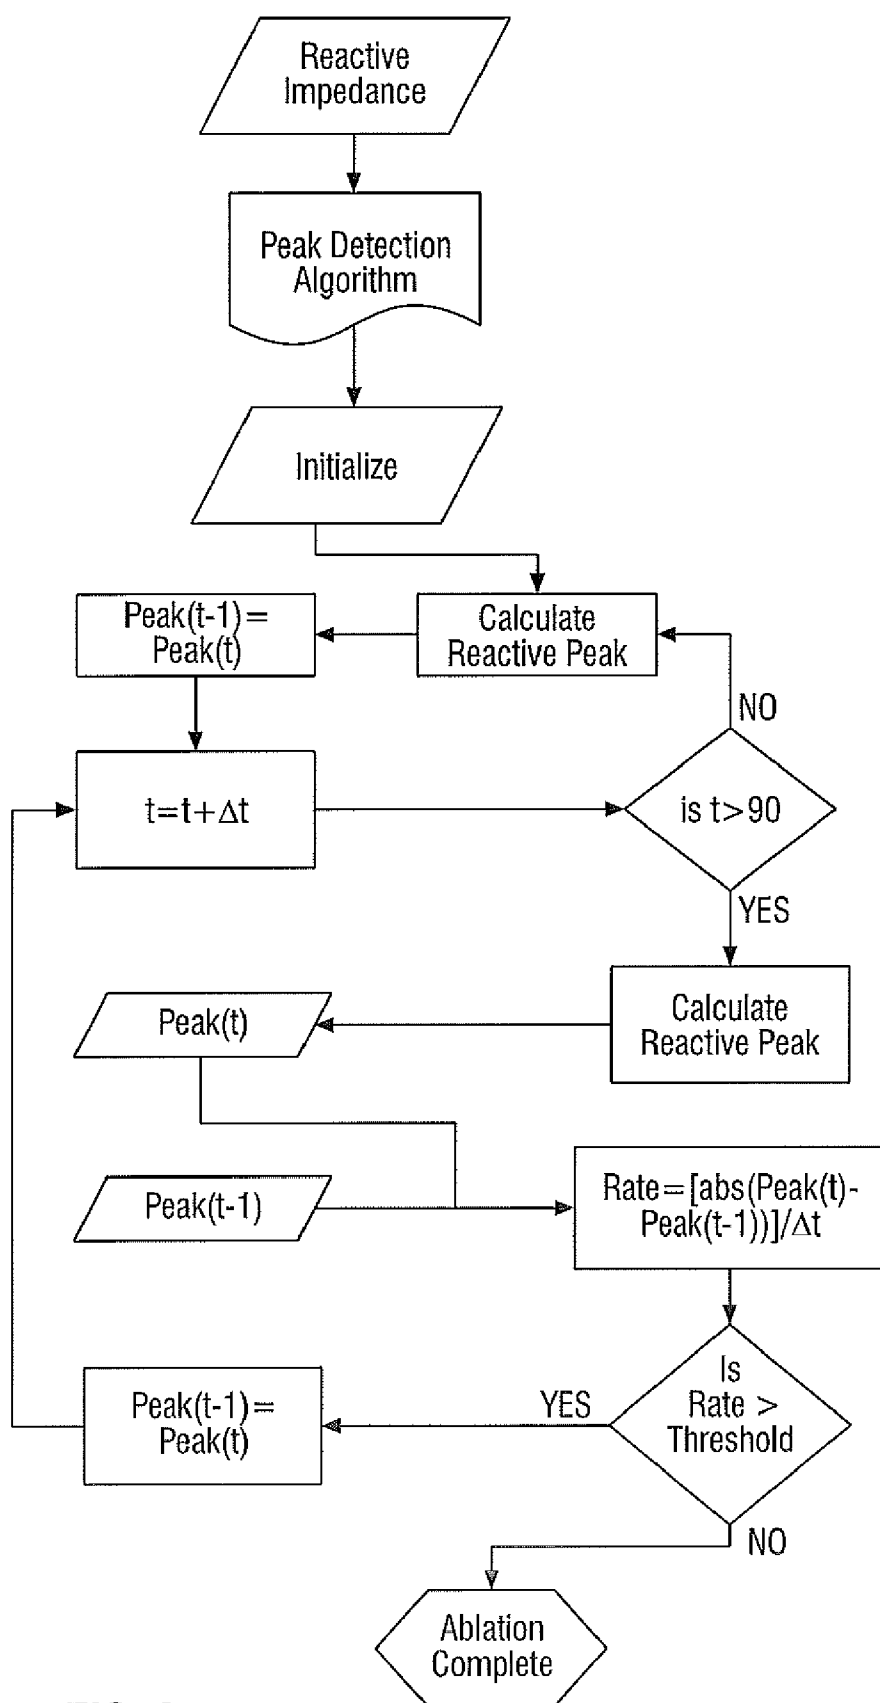 Reactive
Impedance
Peak Detection
Algorithm
Initialize
Peak(t-1)=
Peak(t)
Calculate
Reactive Peak
NO
t=t+Δt
is t>90
YES
Peak(t)
Calculate
Reactive Peak
Peak(t-1)
Rate=[abs(Peak(t)-
Peak(t-1))]/Δt
Peak(t-1)=
Peak(t)
YES
Is
Rate >
Threshold
NO
Ablation
Complete